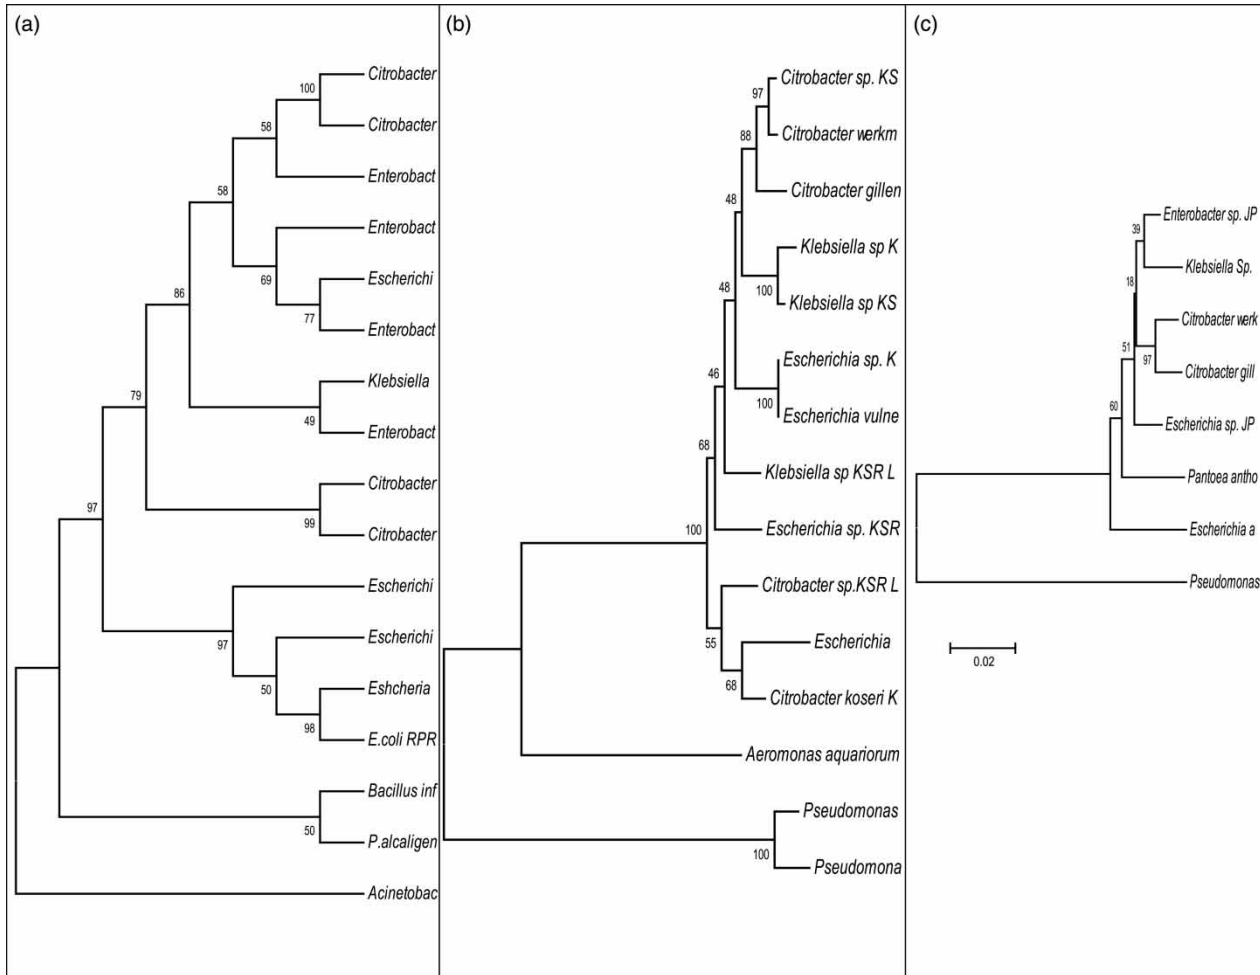 (a)
Citrobacter
100
Citrobacter
58
Enterobact
58
Enterobact
69
Escherichi
86
77
Enterobact
Klebsiella
79
49
Enterobact
Citrobacter
97
99
Citrobacter
Escherichi
97
Escherichi
50
Eshcheria
98
E.coli RPR
Bacillus inf
50
P.alcaligen
Acinetobac
(b)
Citrobacter sp. KS
97
Citrobacter werkm
88
Citrobacter gillen
48
Klebsiella sp K
100
Klebsiella sp KS
48
Escherichia sp. K
46
100
Escherichia vulne
68
Klebsiella sp KSR L
100
Escherichia sp. KSR
Citrobacter sp.KSR L
55
Escherichia
68
Citrobacter koseri K
Aeromonas aquariorum
Pseudomonas
100
Pseudomona
(c)
Enterobacter sp. JP
39
Klebsiella Sp.
18
Citrobacter werk
51
97
Citrobacter gill
60
Escherichia sp. JP
Pantoea antho
Escherichia a
Pseudomonas
0.02